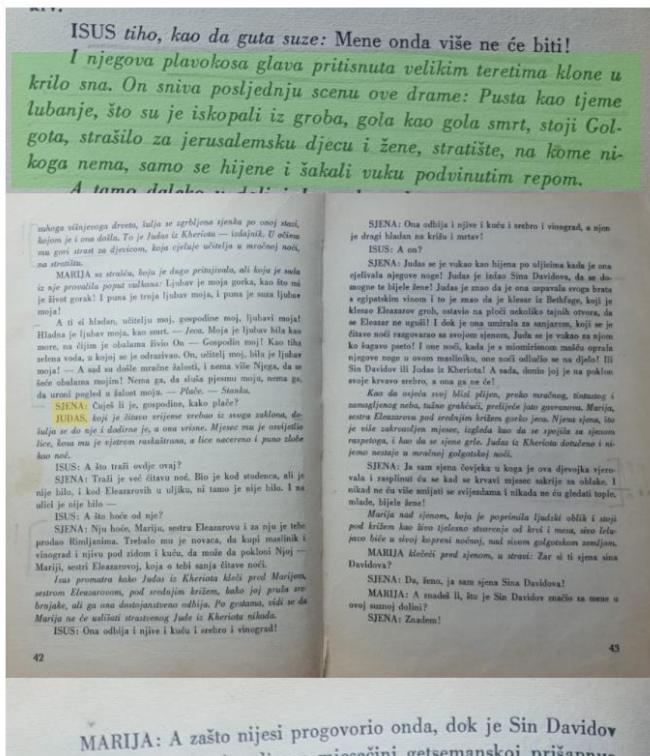 ISUS tiho, kao da guta suze: Mene onda više ne će biti!
I njegova plavokosa glava pritisnuta velikim teretima klone u
krilo sna. On sniva posljednju scenu ove drame: Pusta kao tjeme
lubanje, što su je iskopali iz groba, gola kao gola smrt, stoji Gol-
gota, strašilo za jerusalemsku djecu i žene, stratište, na kome ni-
koga nema, samo se hijene i šakali vuku podvinutim repom.
A tamo daleko u
suhoga višnjevoga drveta, šulja se zgrbljena sjenka po onoj stazi,
kojom je i ona došla. To je Judas iz Kheriota — izdajnik. U očima
mu gori strast za djevicom, koja cjeluje učitelja u mračnoj noći,
na stratištu.
MARIJA sa strašću, koja je dugo pritajivala, ali koja je sada
iz nje provalila poput vulkana: Ljubav je moja gorka, kao što mi
je život gorak! I puna je tvoja ljubav moja, i puna je suza ljubav
moja!
A ti si hladan, učitelju moj, gospodine moj, ljubavi moja!
Hladna je ljubav moja, kao smrt. — Jeca. Moja je ljubav bila kao
more, na čijim je obalama živio On — Gospodin moj! Kao tiha
zelena voda, u kojoj se je odrazivao. On, učitelj moj, bila je ljubav
moja! — A sad su došle mračne žalosti, i nema više Njega, da se
šeće obalama mojim! Nema ga, da sluša pjesmu moju, nema ga,
da uroni pogled u žalost moju. — Plače. — Stanka.
SJENA: Čuješ li je, gospodine, kako plače?
JUDAS, koji je čitavo vrijeme vrebao iz svoga zaklona, do-
šulja se do nje i dodirne je, a ona vrisne. Mjesec mu je osvijetlio
lice, kosa mu je vjetrom raskuštrana, a lice nacereno i puno zlobe
kao noć.
ISUS: A što traži ovdje ovaj?
SJENA: Traži je već čitavu noć. Bio je kod studenca, ali je
nije bilo, i kod Eleazarovih u uljiku, ni tamo je nije bilo. I na
ulici je nije bilo —
ISUS: A što hoće od nje?
SJENA: Nju hoće, Mariju, sestru Eleazarovu i za nju je tebe
prodao Rimljanima. Trebalo mu je novaca, da kupi maslinik i
vinograd i njivu pod zidom i kuću, da može da pokloni Njoj —
Mariji, sestri Eleazarovoj, koja o tebi sanja čitave noći.
Isus promatra kako Judas iz Kheriota kleči pred Marijom,
sestrom Eleazarovom, pod srednjim križem, kako joj pruža sre-
brnjake, ali ga ona dostojanstveno odbija. Po gestama, vidi se da
Marija ne će uslišati strastvenog Jude iz Kheriota nikada.
ISUS: Ona odbija i njive i kuću i srebro i vinograd!
42
SJENA: Ona odbija i njive i kuće i srebro i vinograd, a njen
je dragi hladan na križu i mrtav!
ISUS: A on?
SJENA: Judas je se vukao kao hijena po uljicima kada je ona
cjelivala njegove noge! Judas je izdao Sina Davidova, da se do-
mogne te bijele žene! Judas je znao da je ona uspavala svoga brata
s egipatskim vinom i to je znao da je klesar iz Bethfage, koji je
klesao Eleazarov grob, ostavio na ploči nekoliko tajnih otvora, da
se Eleazar ne uguši! I dok je ona umirala za sanjarom, koji se je
čitave noći razgovarao sa svojom sjenom, Juda se je vukao za njom
ko šugavo pseto! I one noći, kada je s miomirisnom mašću oprala
njegove noge u ovom masliniku, one noći odlučio se na djelo! Ili
Sin Davidov ili Judas iz Kheriota! A sada, donio joj je na poklon
svoje krvavo srebro, a ona ga ne će!
Kao da osjeća svoj blizi plijen, preko mračnog, tintastog i
zamagljenog neba, tužno grakćući, prelijeće jato gavranova. Marija,
sestra Eleazarova pod srednjim križem gorko jeca. Njena sjena, što
je više zakrvavljen mjesec, izgleda kao da se spojila sa sjenom
raspetoga, i kao da se sjene grle. Judas iz Kheriota dotučeno i ni-
jemo nestaje u mračnoj golgotskoj noći.
SJENA: Ja sam sjena čovjeka u koga je ova djevojka vjero-
vala i rasplinut ću se kad se krvavi mjesec sakrije za oblake. I
nikad ne ću više smijati se zvijezdama i nikada ne ću gledati tople,
mlade, bijele žene!
Marija nad sjenom, koja je poprimila ljudski oblik i stoji
pod križem kao živo tjelesno stvorenje od krvi i mesa, sivo lelu-
javo biće u sivoj kopreni noćnoj, nad sivom golgotskom zemljom.
MARIJA klečeći pred sjenom, u stravi: Zar si ti sjena sina
Davidova?
SJENA: Da, ženo, ja sam sjena Sina Davidova!
MARIJA: A znadeš li, što je Sin Davidov značio za mene u
ovoj suznoj dolini?
SJENA: Znadem!
43
MARIJA: A zašto nijesi progovorio onda, dok je Sin Davidov
mjesečini getsemanskoj